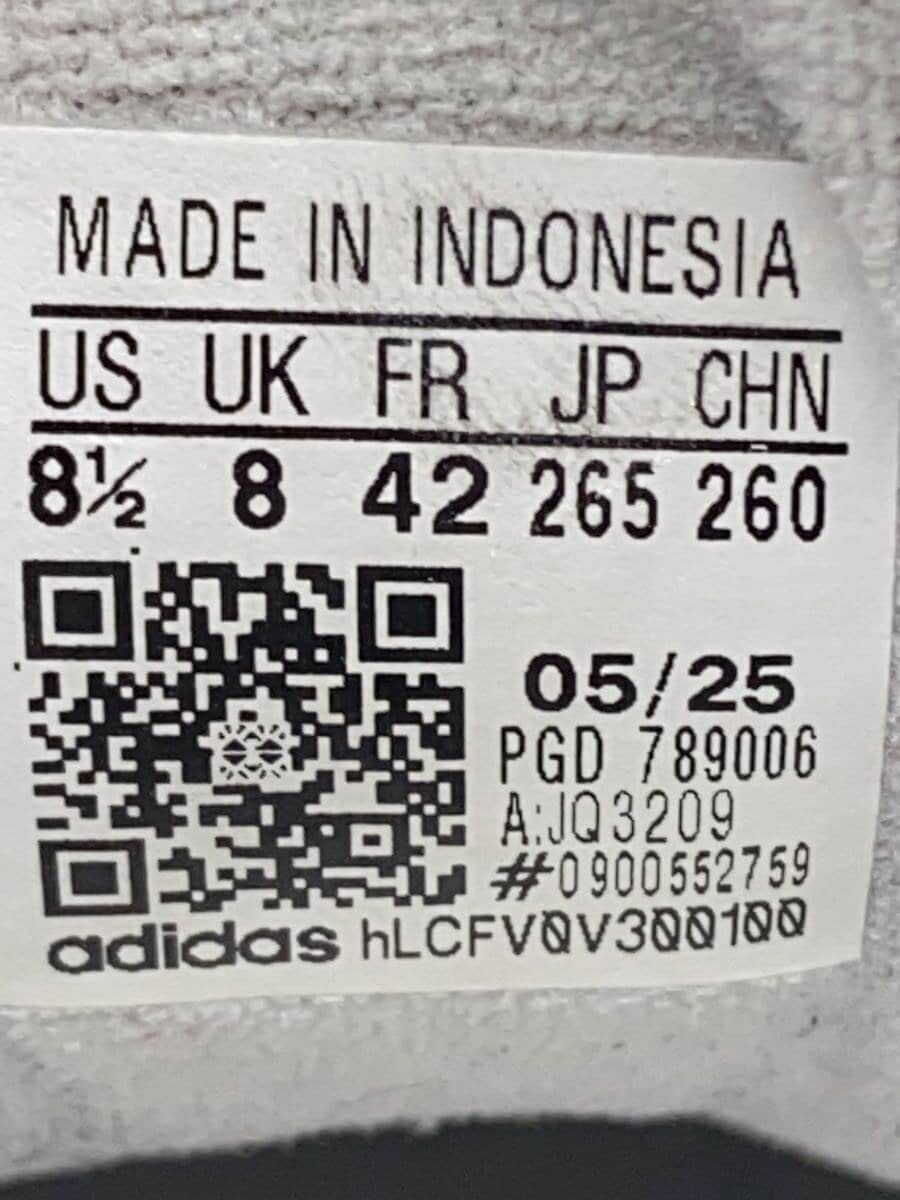 MADE IN INDONESIA
US UK FR JP CHN
8½ 8 42 265 260
05/25
PGD 789006
A:JQ3209
#0900552759
adidas hLCFV0V300100